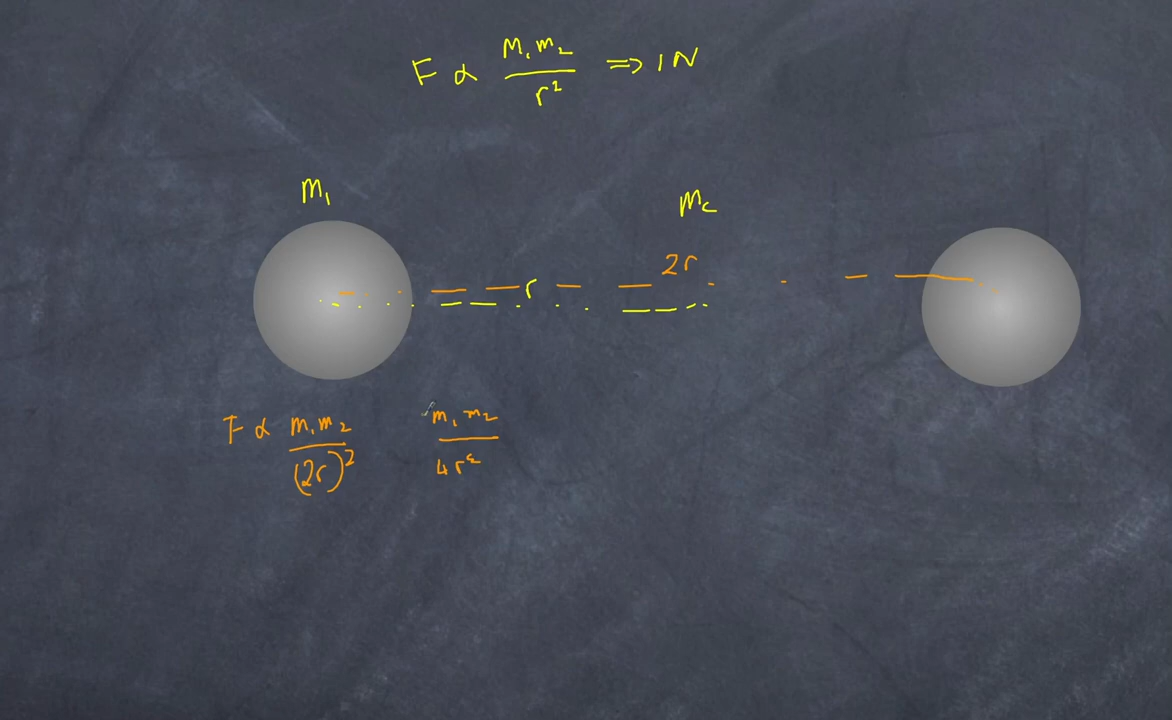 F ∝ m₁m₂/r² ⇒ 1N
m₁
m₂
2r
r
F ∝ m₁m₂/(2r)² m₁m₂/4r²